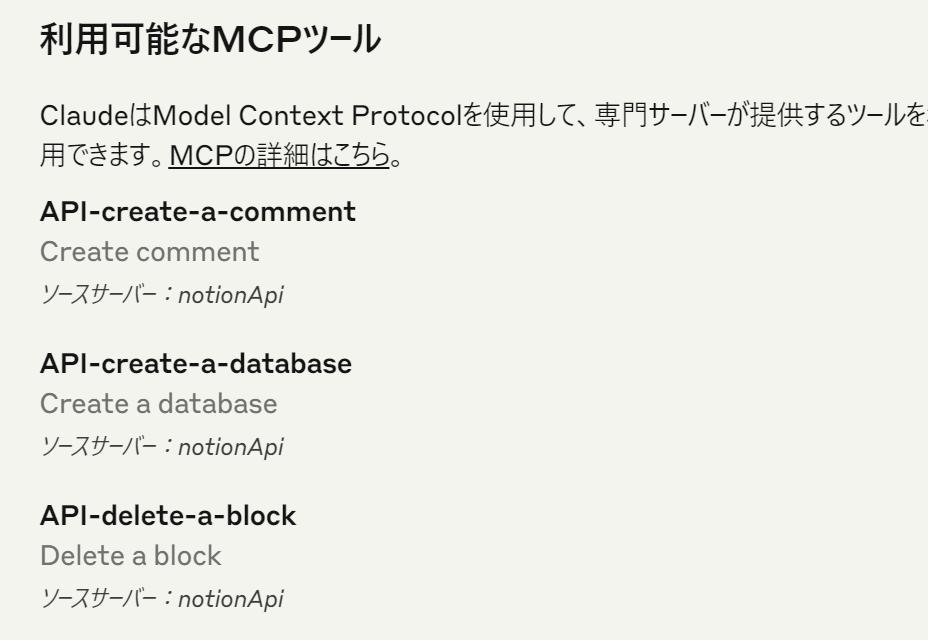 利用可能なMCPツール
ClaudeはModel Context Protocolを使用して、専門サーバーが提供するツールを
用できます。MCPの詳細はこちら。
API-create-a-comment
Create comment
ソースサーバー：notionApi
API-create-a-database
Create a database
ソースサーバー：notionApi
API-delete-a-block
Delete a block
ソースサーバー：notionApi